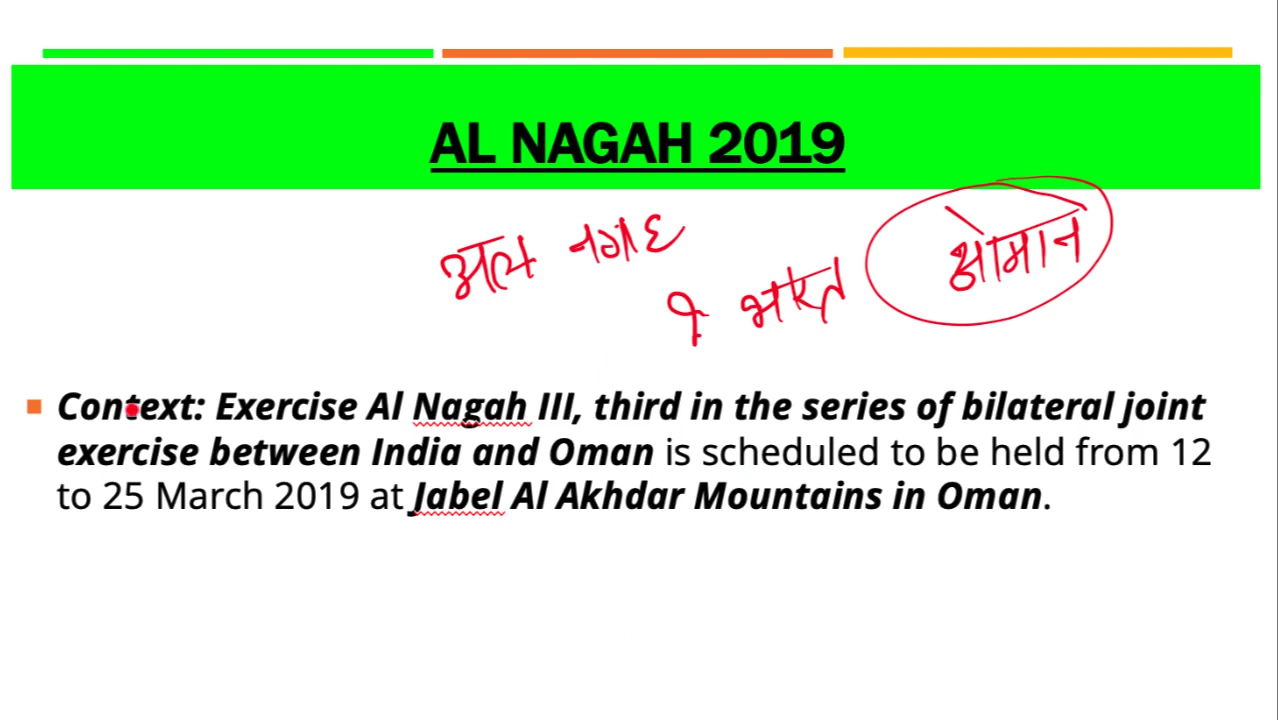 AL NAGAH 2019
अल नगाह
भारत ओमान
Context: Exercise Al Nagah III, third in the series of bilateral joint
exercise between India and Oman is scheduled to be held from 12
to 25 March 2019 at Jabel Al Akhdar Mountains in Oman.